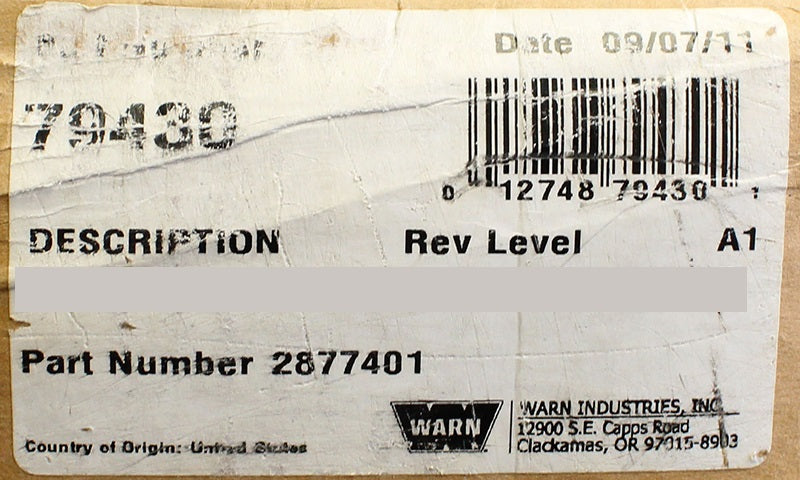 Date 09/07/11
79430
0 12748 79430 1
DESCRIPTION Rev Level A1
Part Number 2877401
WARN
WARN INDUSTRIES, INC
12900 S.E. Capps Road
Clackamas, OR 97015-8903
Country of Origin: United States